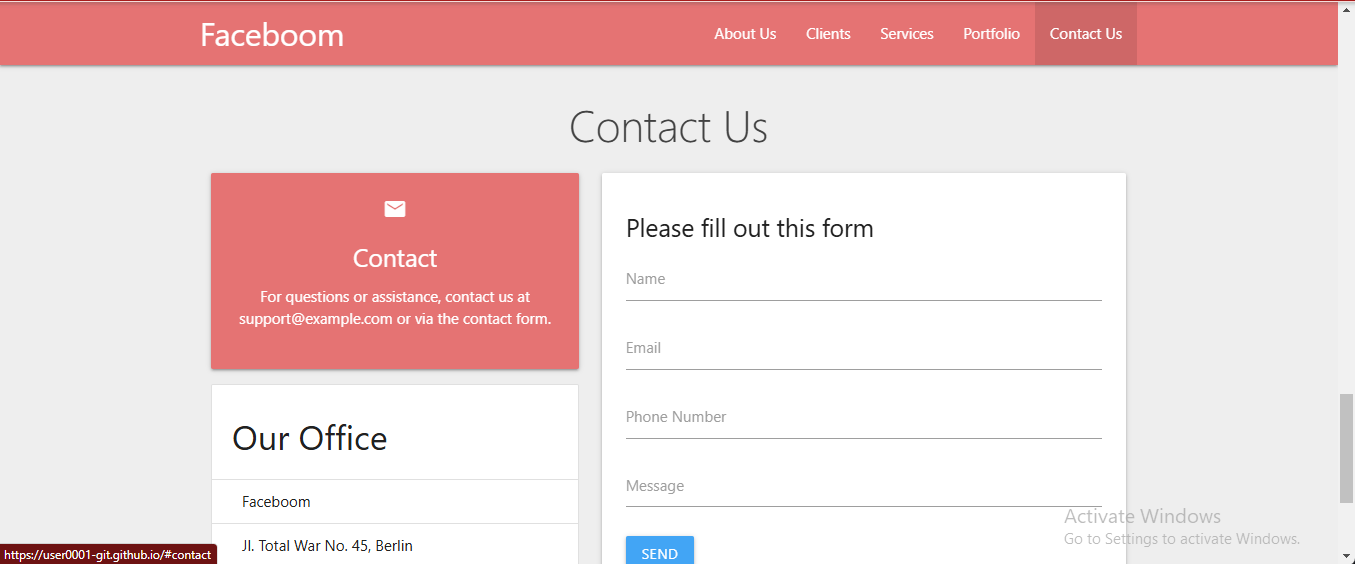 Faceboom
About Us
Clients
Services
Portfolio
Contact Us
Contact Us
Contact
For questions or assistance, contact us at
support@example.com or via the contact form.
Our Office
Faceboom
Jl. Total War No. 45, Berlin
Please fill out this form
Name
Email
Phone Number
Message
SEND
Activate Windows
Go to Settings to activate Windows.
https://user0001-git.github.io/#contact